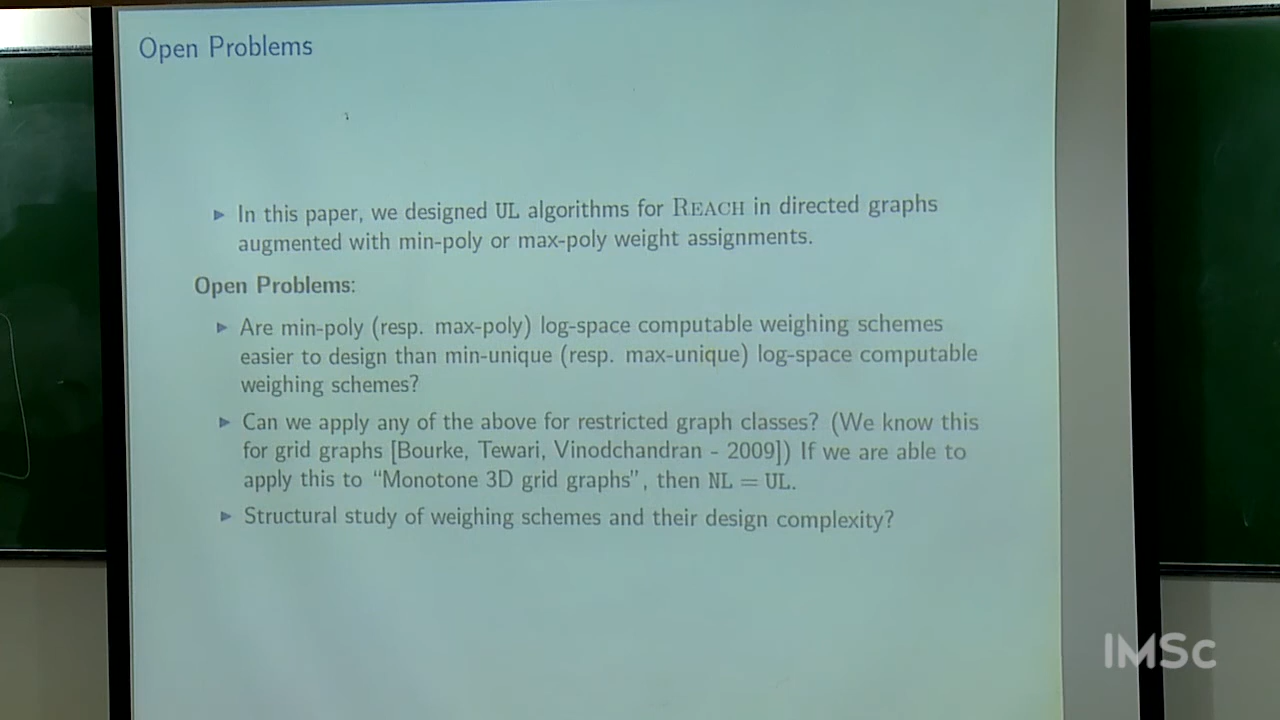 Open Problems
▶ In this paper, we designed UL algorithms for REACH in directed graphs
augmented with min-poly or max-poly weight assignments.
Open Problems:
▶ Are min-poly (resp. max-poly) log-space computable weighing schemes
easier to design than min-unique (resp. max-unique) log-space computable
weighing schemes?
▶ Can we apply any of the above for restricted graph classes? (We know this
for grid graphs [Bourke, Tewari, Vinodchandran - 2009]) If we are able to
apply this to “Monotone 3D grid graphs”, then NL = UL.
▶ Structural study of weighing schemes and their design complexity?
IMSc